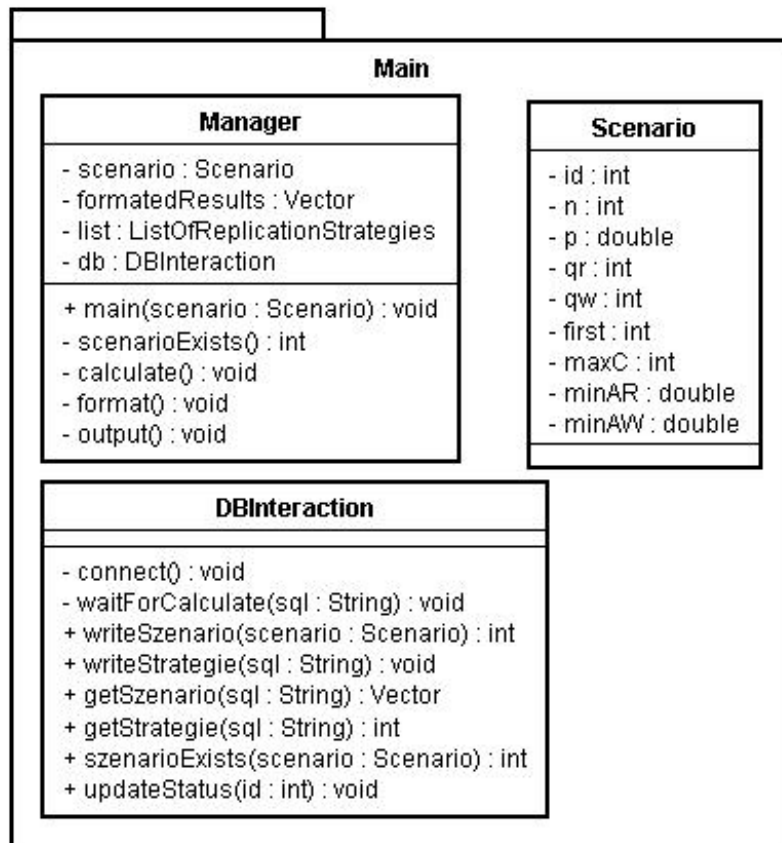 Main
Manager
- scenario : Scenario
- formatedResults : Vector
- list : ListOfReplicationStrategies
- db : DBInteraction
+ main(scenario : Scenario) : void
- scenarioExists() : int
- calculate() : void
- format() : void
- output() : void
Scenario
- id : int
- n : int
- p : double
- qr : int
- qw : int
- first : int
- maxC : int
- minAR : double
- minAW : double
DBInteraction
- connect() : void
- waitForCalculate(sql : String) : void
+ writeSzenario(scenario : Scenario) : int
+ writeStrategie(sql : String) : void
+ getSzenario(sql : String) : Vector
+ getStrategie(sql : String) : int
+ szenarioExists(scenario : Scenario) : int
+ updateStatus(id : int) : void